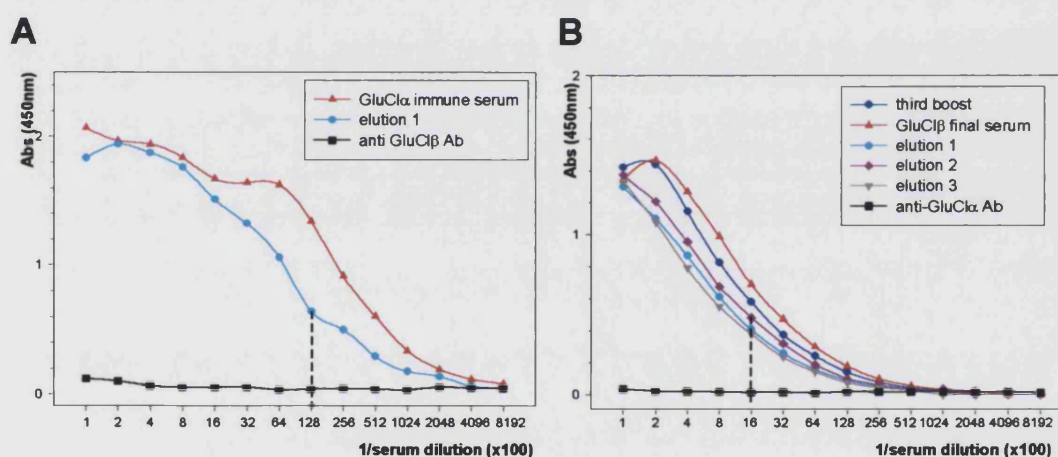 A
Abs (450nm)
2
1
0
GluClα immune serum
elution 1
anti GluClβ Ab
1 2 4 8 16 32 64 128 256 512 1024 2048 4096 8192
1/serum dilution (x100)
B
Abs (450nm)
2
1
0
third boost
GluClβ final serum
elution 1
elution 2
elution 3
anti-GluClα Ab
1 2 4 8 16 32 64 128 256 512 1024 2048 4096 8192
1/serum dilution (x100)